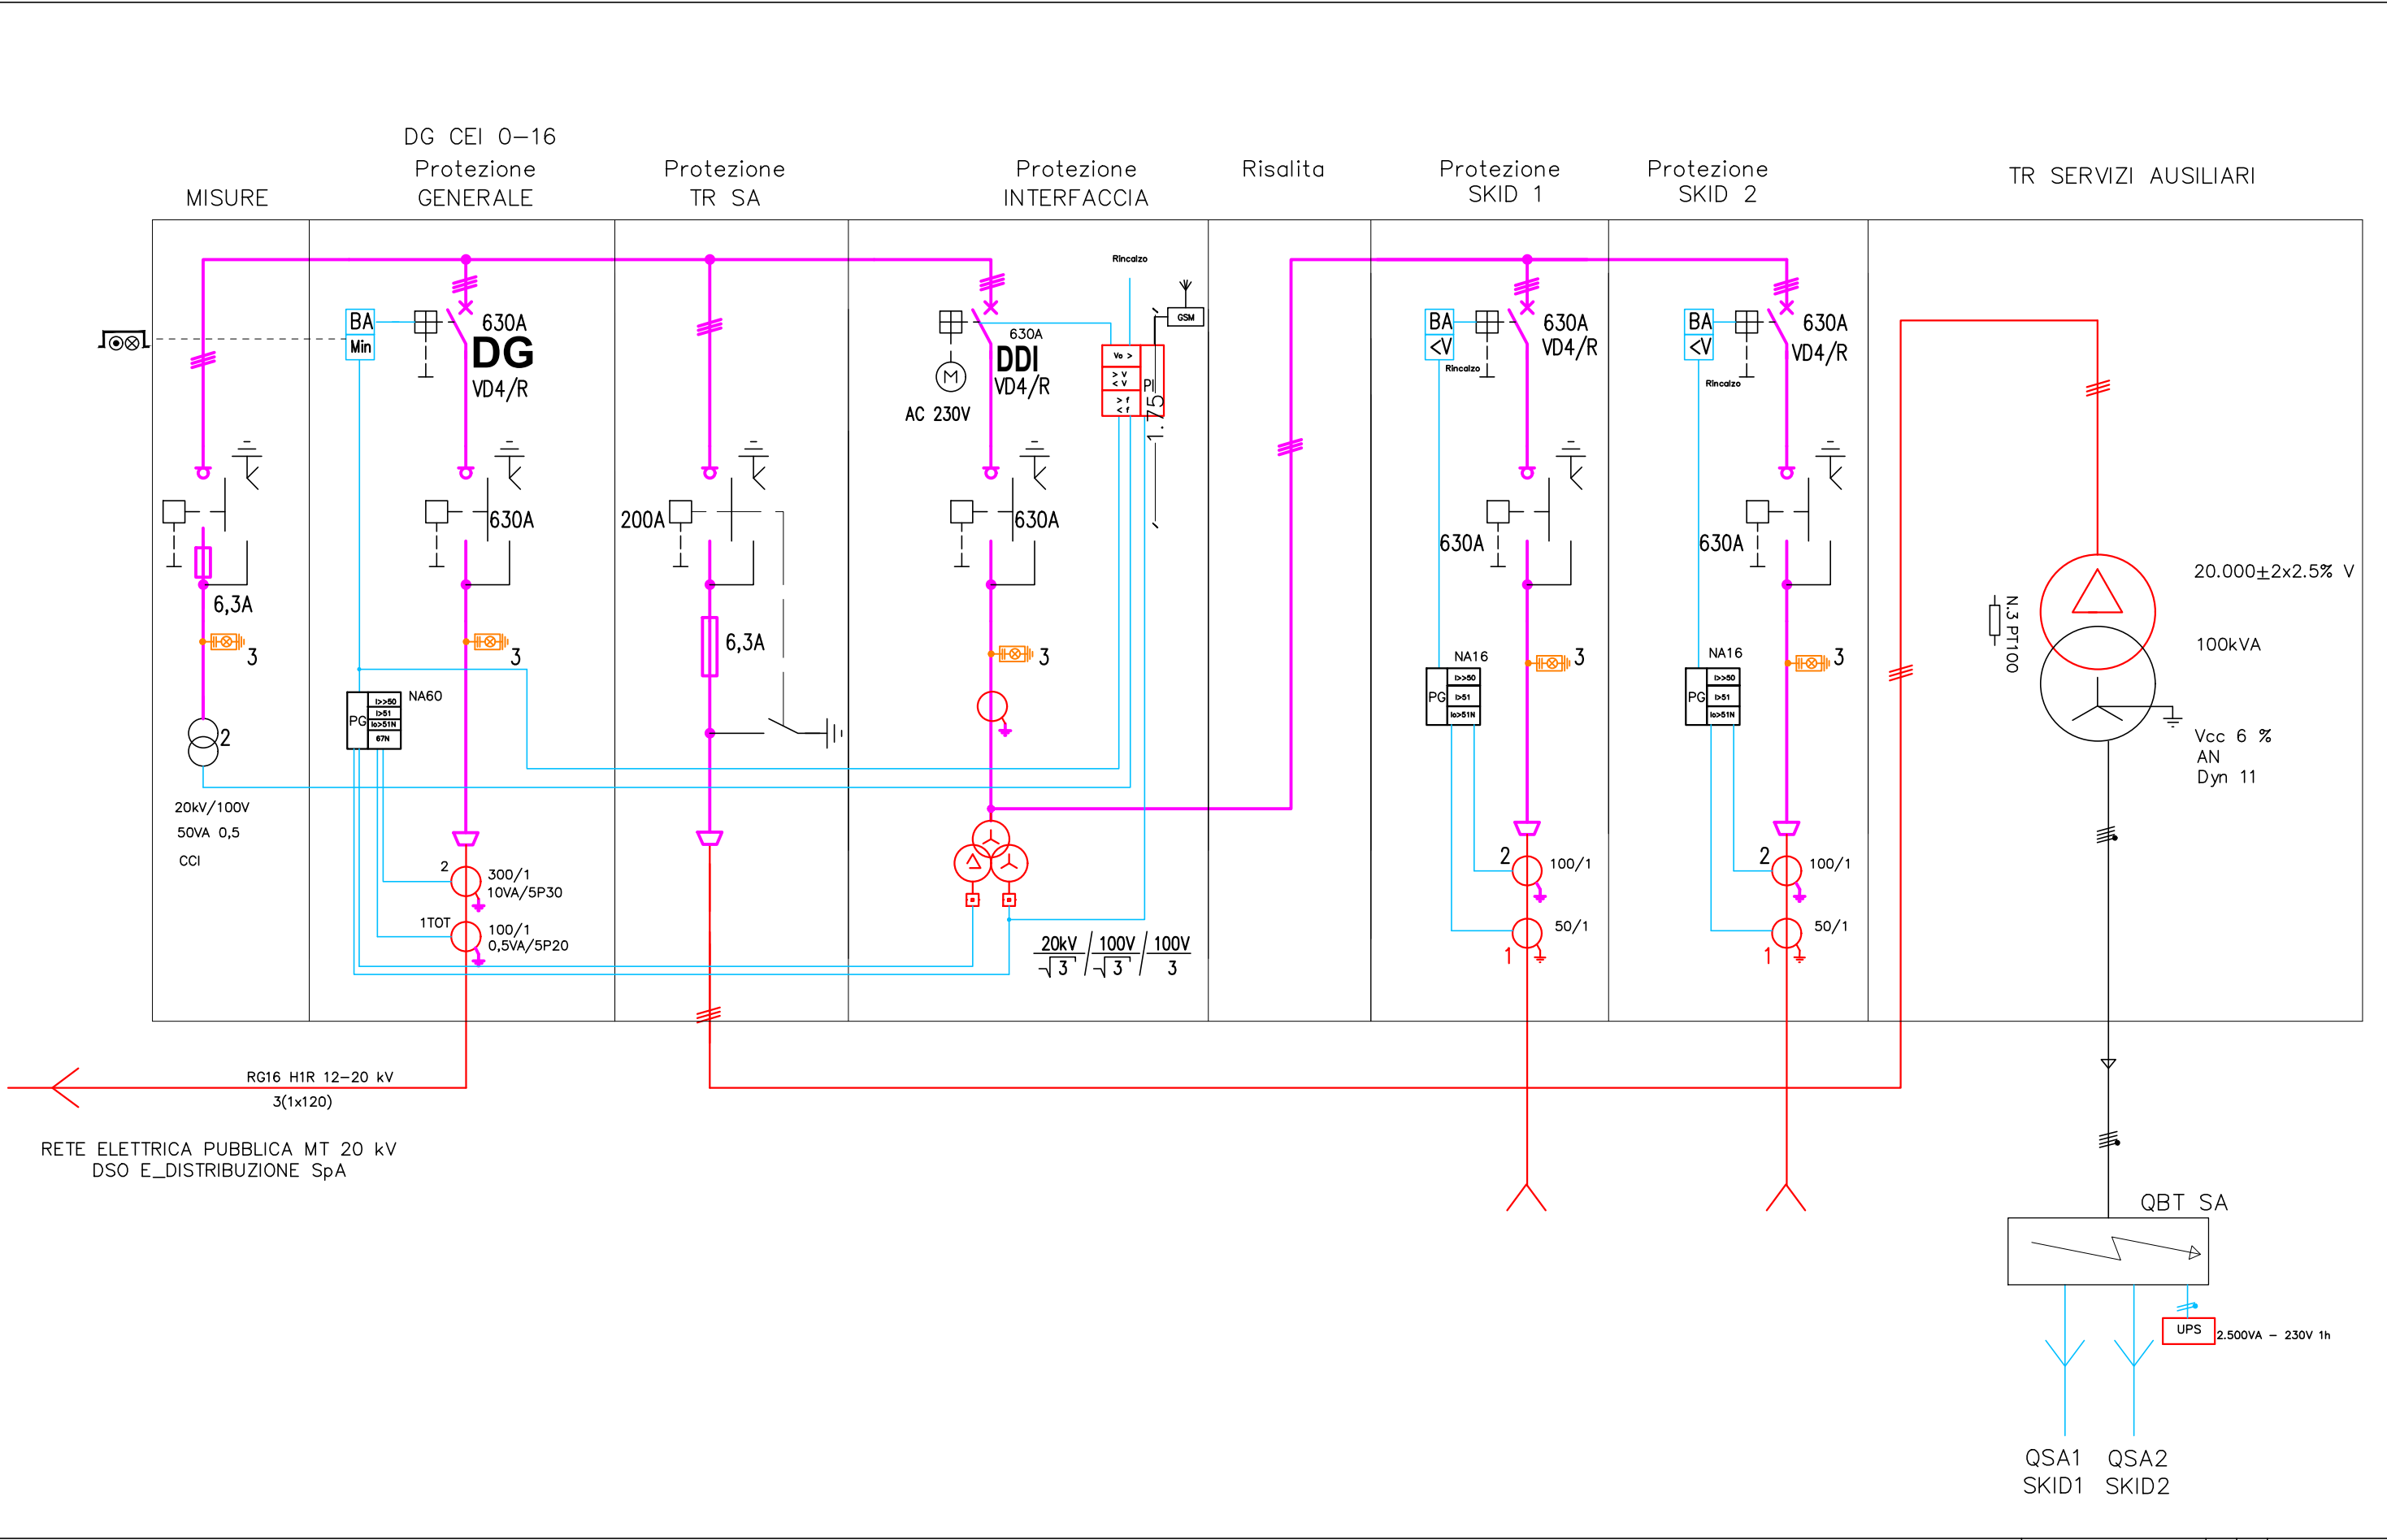 DG CEI 0-16
Protezione
GENERALE
MISURE
Protezione
TR SA
Protezione
INTERFACCIA
Risalita
Protezione
SKID 1
Protezione
SKID 2
TR SERVIZI AUSILIARI
6,3A
3
2
20kV/100V
50VA 0,5
CCI
BA
Min
630A
DG
VD4/R
630A
3
NA60
PG
I>>50
I>51
Io>51N
67N
2
300/1
10VA/5P30
1TOT
100/1
0,5VA/5P20
200A
6,3A
Rincalzo
GSM
630A
DDI
VD4/R
M
AC 230V
Vo >
> V
< V
> f
< f
PI
1.75
630A
3
20kV/√3 / 100V/√3 / 100V/3
BA
<V
Rincalzo
630A
VD4/R
630A
3
NA16
PG
I>>50
I>51
Io>51N
2
100/1
50/1
1
BA
<V
Rincalzo
630A
VD4/R
630A
3
NA16
PG
I>>50
I>51
Io>51N
2
100/1
50/1
1
N.3 PT100
20.000±2x2.5% V
100kVA
Vcc 6 %
AN
Dyn 11
RG16 H1R 12-20 kV
3(1x120)
RETE ELETTRICA PUBBLICA MT 20 kV
DSO E_DISTRIBUZIONE SpA
QBT SA
UPS
2.500VA - 230V 1h
QSA1
SKID1
QSA2
SKID2